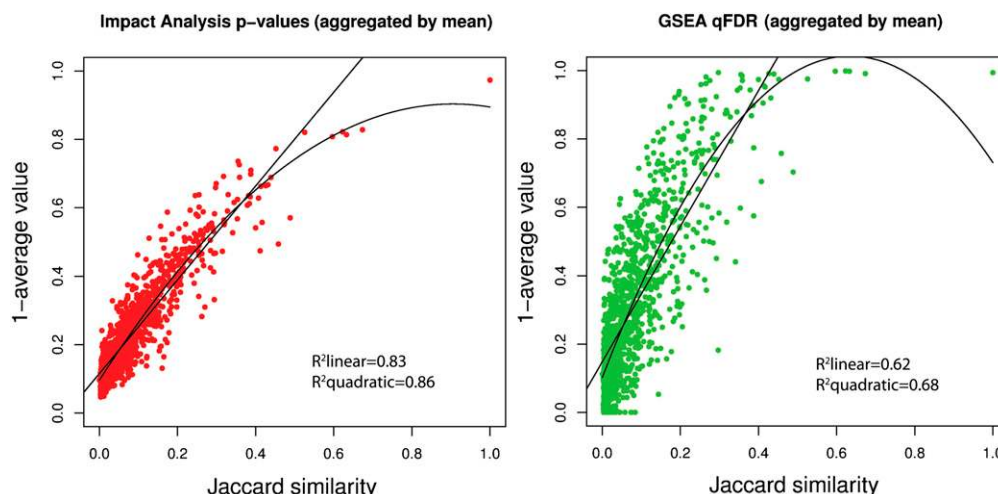 Impact Analysis p−values (aggregated by mean)
1−average value
1.0
0.8
0.6
0.4
0.2
0.0
R²linear=0.83
R²quadratic=0.86
0.0 0.2 0.4 0.6 0.8 1.0
Jaccard similarity
GSEA qFDR (aggregated by mean)
1−average value
1.0
0.8
0.6
0.4
0.2
0.0
R²linear=0.62
R²quadratic=0.68
0.0 0.2 0.4 0.6 0.8 1.0
Jaccard similarity